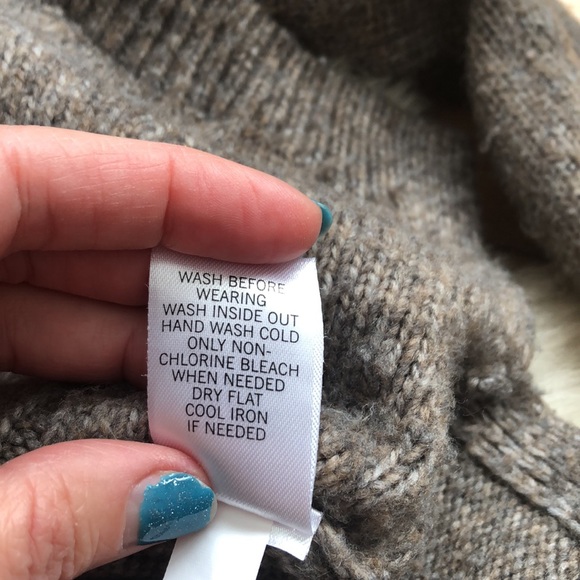 WASH BEFORE
WEARING
WASH INSIDE OUT
HAND WASH COLD
ONLY NON-
CHLORINE BLEACH
WHEN NEEDED
DRY FLAT
COOL IRON
IF NEEDED